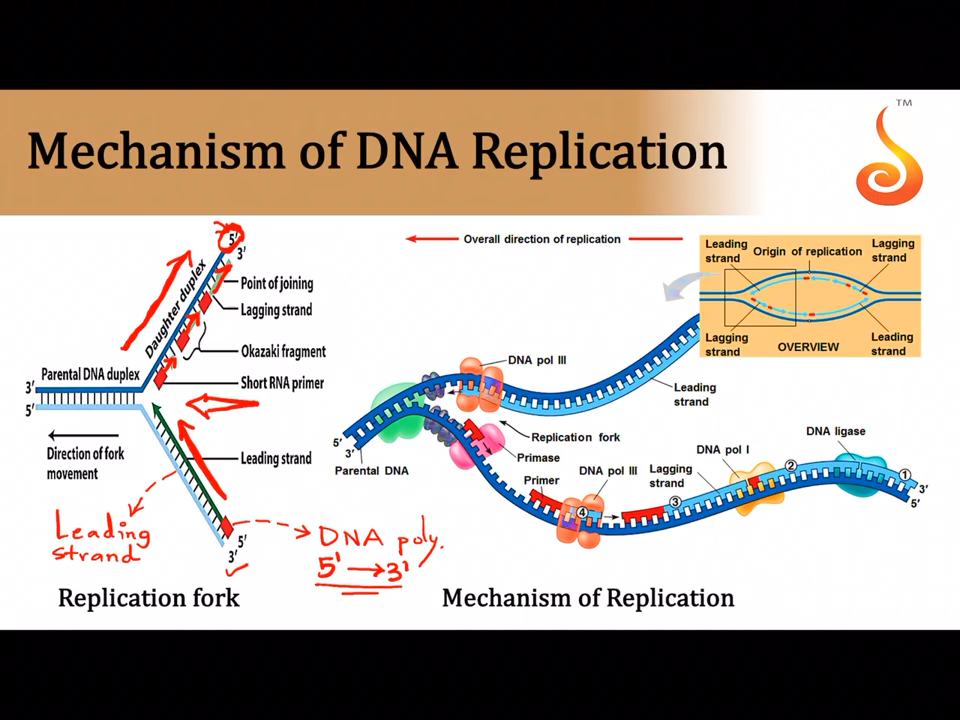 TM
Mechanism of DNA Replication
5'
3'
Point of joining
Lagging strand
Okazaki fragment
Short RNA primer
Daughter duplex
Parental DNA duplex
3'
5'
Direction of fork
movement
Leading strand
5'
3'
Leading
strand
DNA poly.
5' → 3'
Replication fork
Overall direction of replication
Leading
strand
Origin of replication
Lagging
strand
Lagging
strand
OVERVIEW
Leading
strand
DNA pol III
Leading
strand
5'
3'
Parental DNA
Replication fork
Primase
Primer
DNA pol III
4
Lagging
strand
3
DNA pol I
2
DNA ligase
1
3'
5'
Mechanism of Replication